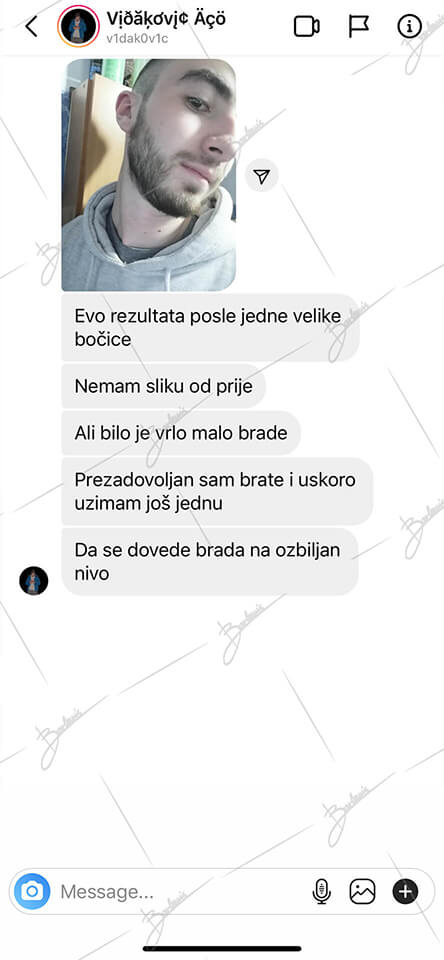 Vịðăķơvį¢ Äçö
v1dak0v1c
Evo rezultata posle jedne velike
bočice
Nemam sliku od prije
Ali bilo je vrlo malo brade
Prezadovoljan sam brate i uskoro
uzimam još jednu
Da se dovede brada na ozbiljan
nivo
Message...